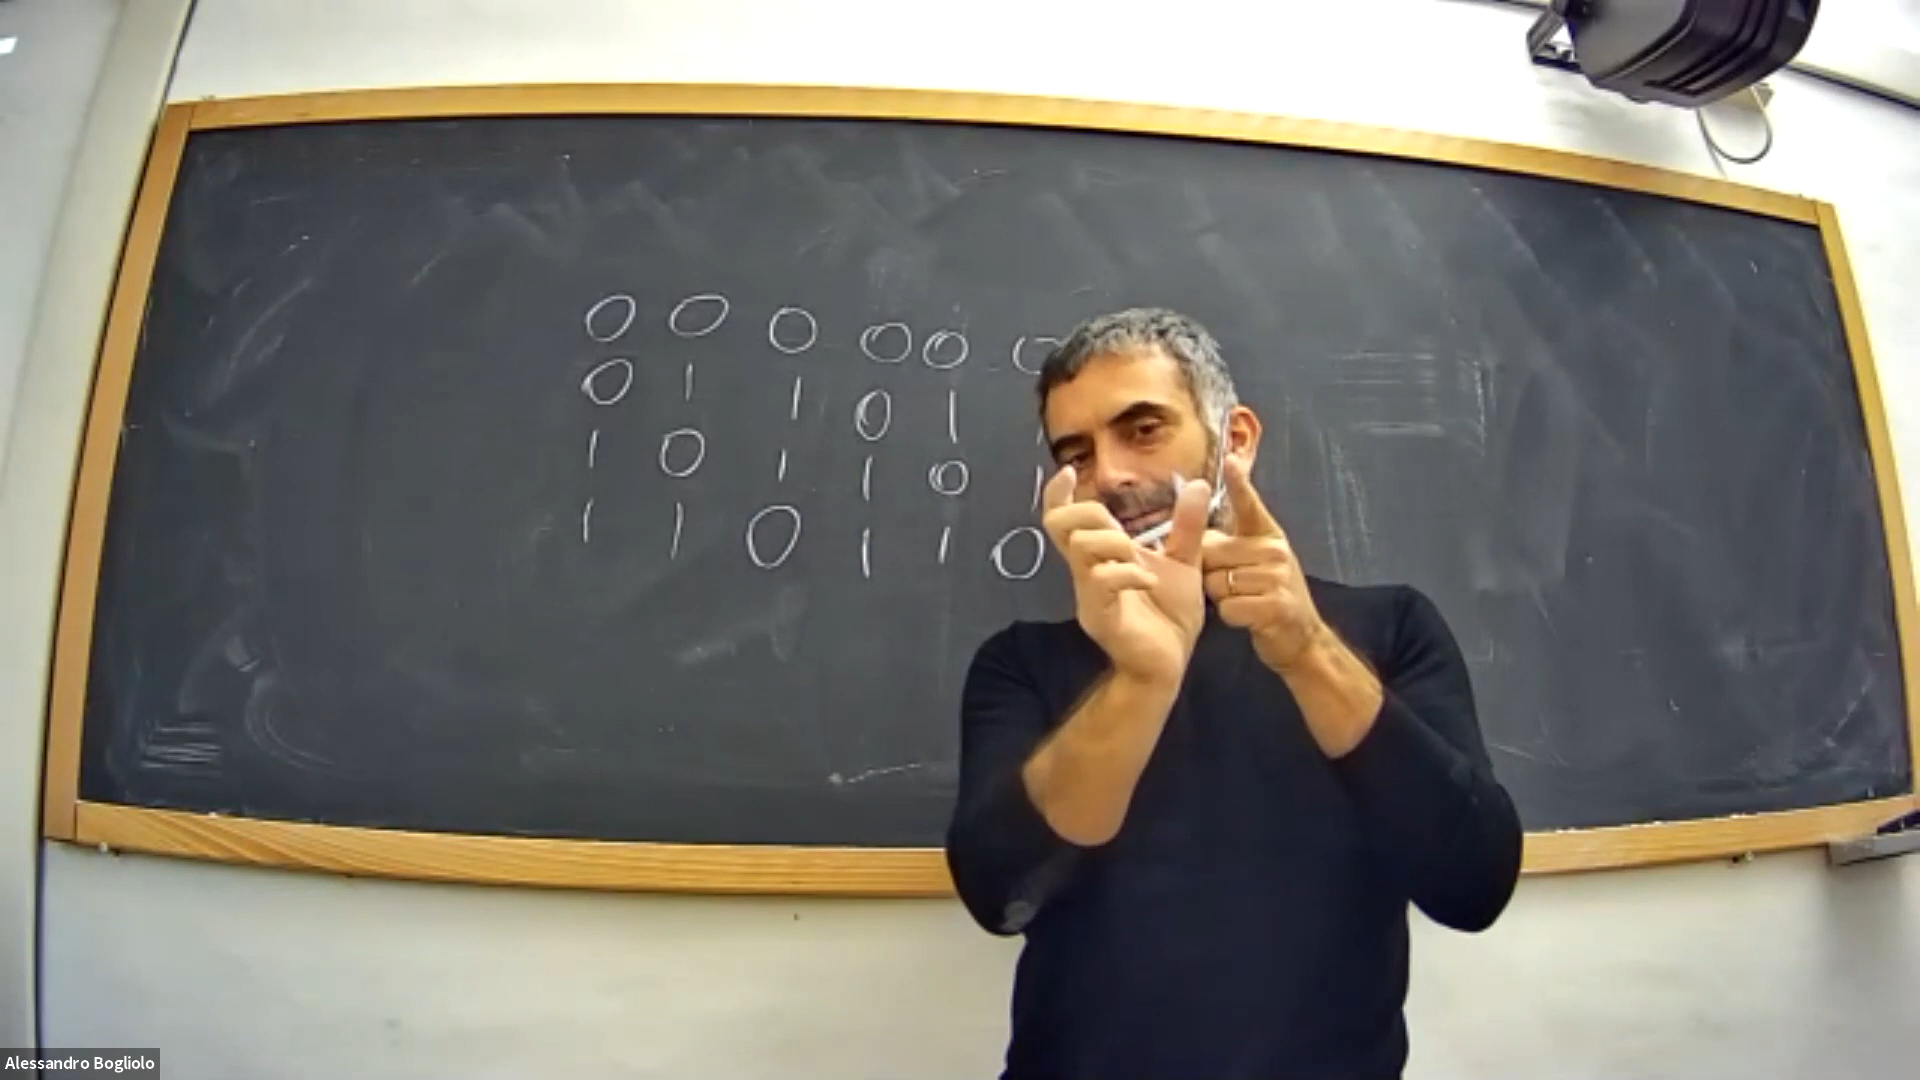 0 0 0 0 0 0
0 1 1 0 1
1 0 1 1 0 1
1 1 0 1 1 0
Alessandro Bogliolo